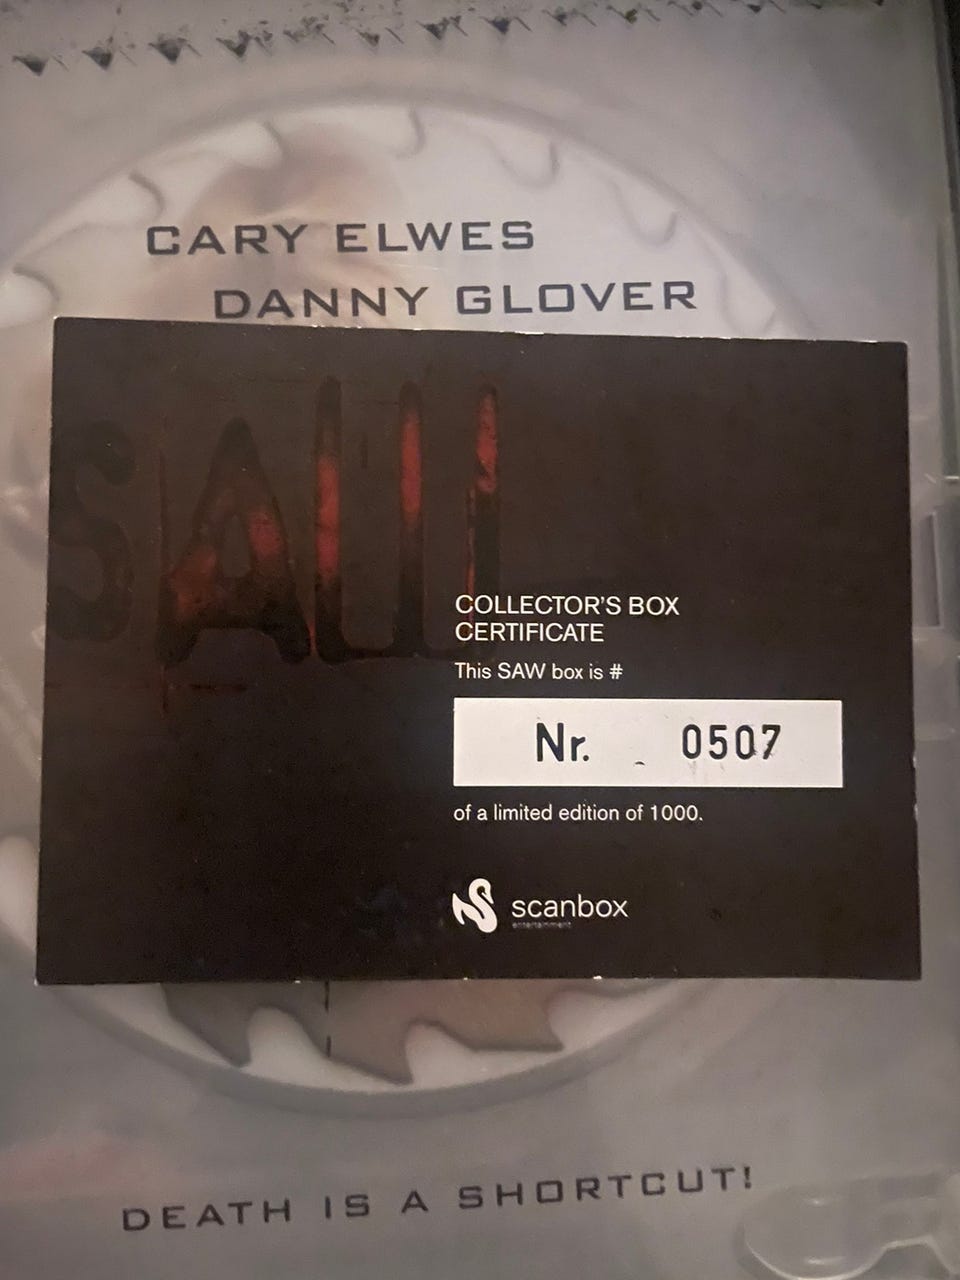 CARY ELWES
DANNY GLOVER
SAW
COLLECTOR'S BOX
CERTIFICATE
This SAW box is #
Nr. 0507
of a limited edition of 1000.
scanbox
entertainment
DEATH IS A SHORTCUT!